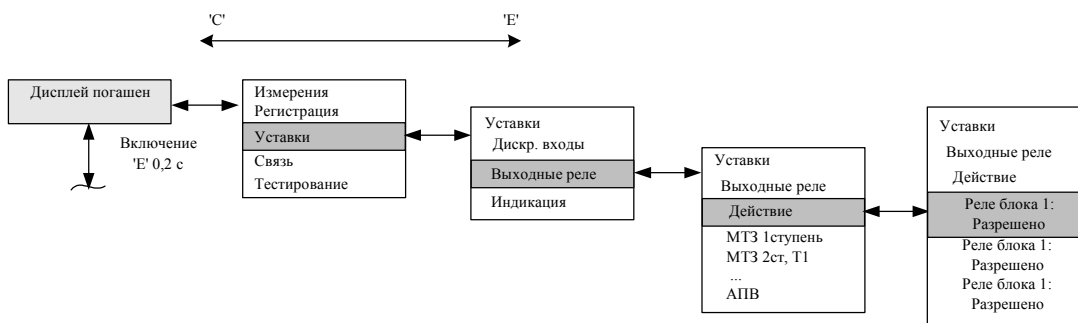 'C'
'E'
Дисплей погашен
Включение
'E' 0,2 с
Измерения
Регистрация
Уставки
Связь
Тестирование
Уставки
Дискр. входы
Выходные реле
Индикация
Уставки
Выходные реле
Действие
МТЗ 1ступень
МТЗ 2ст, Т1
...
АПВ
Уставки
Выходные реле
Действие
Реле блока 1:
Разрешено
Реле блока 1:
Разрешено
Реле блока 1:
Разрешено